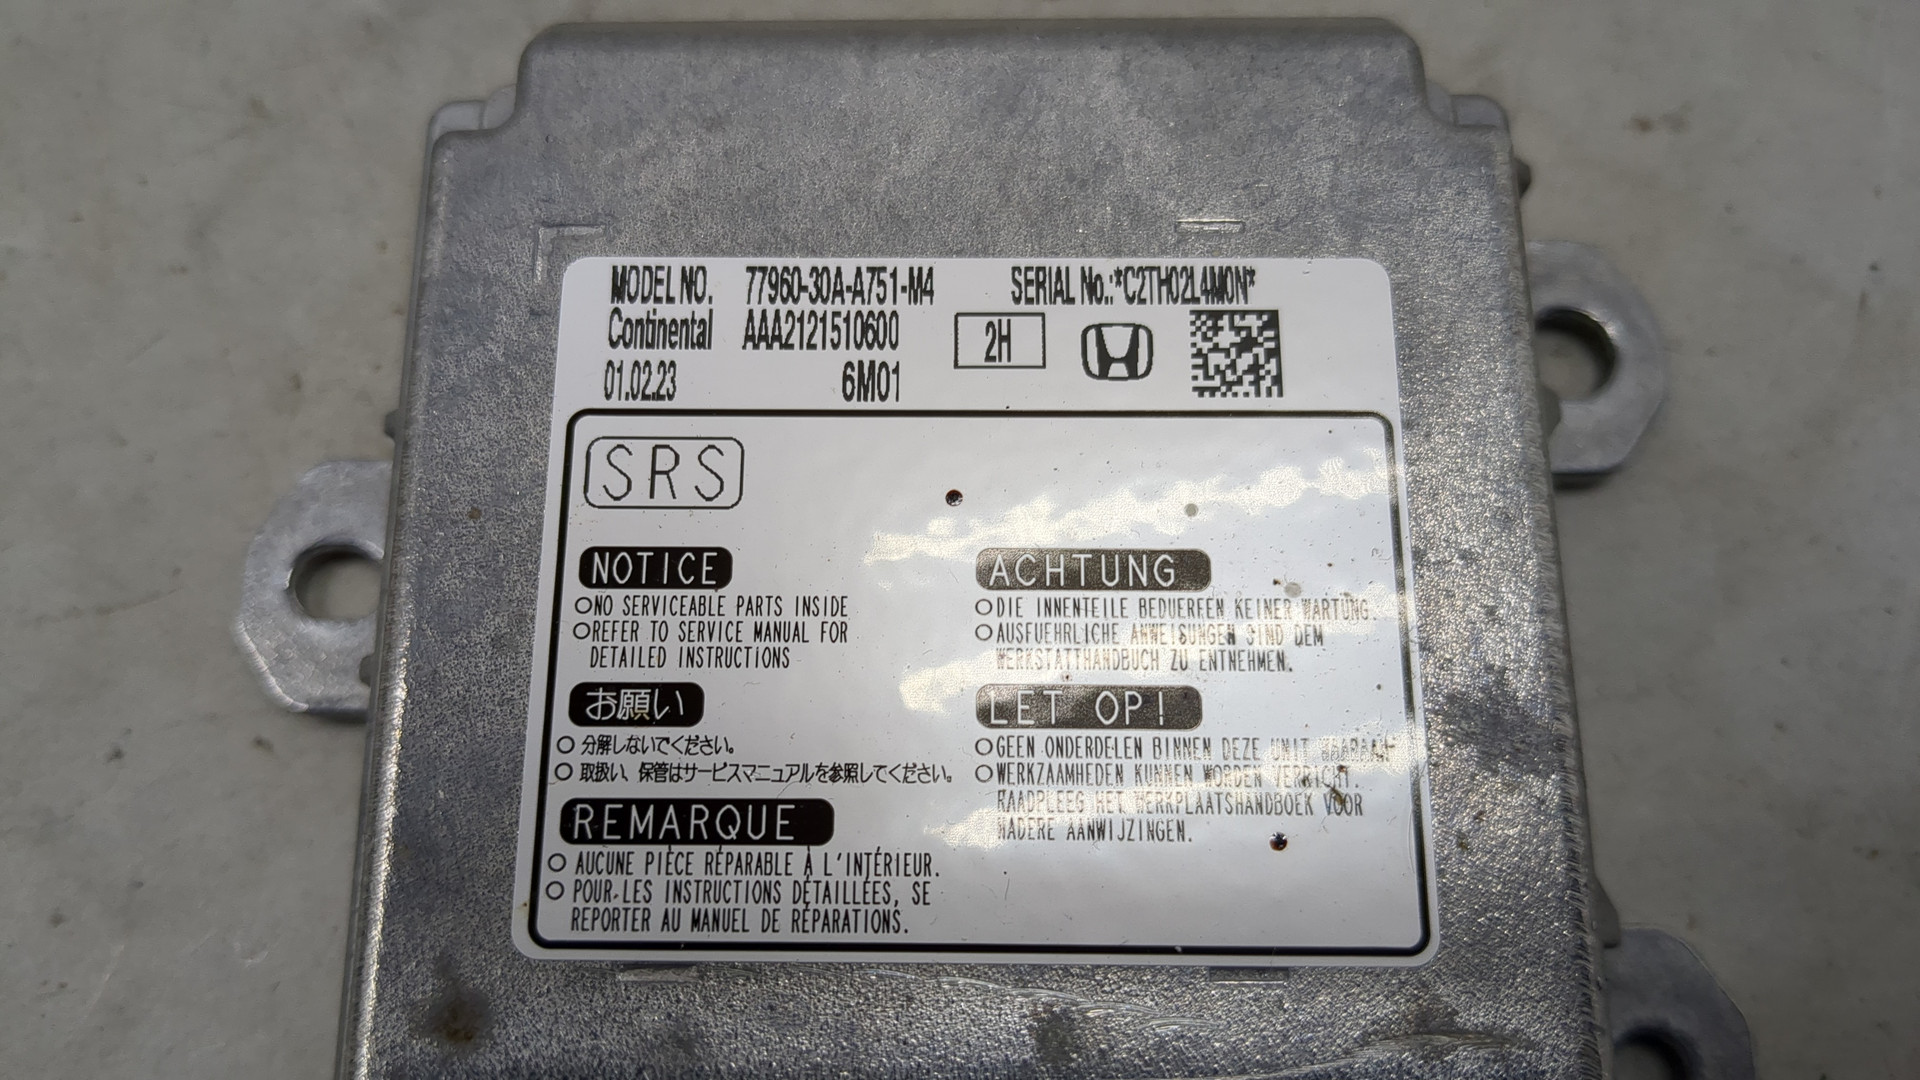 MODEL NO. 77960-30A-A751-M4 SERIAL No.:*C2TH02L4M0N*
Continental AAA2121510600 2H
01.02.23 6M01
SRS
NOTICE
○NO SERVICEABLE PARTS INSIDE
○REFER TO SERVICE MANUAL FOR
DETAILED INSTRUCTIONS
お願い
○ 分解しないでください。
○ 取扱い、保管はサービスマニュアルを参照してください。
REMARQUE
○ AUCUNE PIÈCE RÉPARABLE À L'INTÉRIEUR.
○ POUR LES INSTRUCTIONS DÉTAILLÉES, SE
REPORTER AU MANUEL DE RÉPARATIONS.
ACHTUNG
○DIE INNENTEILE BEDUERFEN KEINER WARTUNG.
○AUSFUEHRLICHE ANWEISUNGEN SIND DEM
WERKSTATTHANDBUCH ZU ENTNEHMEN.
LET OP!
○GEEN ONDERDELEN BINNEN DEZE UNIT WAARAAN
○WERKZAAMHEDEN KUNNEN WORDEN VERRICHT.
RAADPLEEG HET WERKPLAATSHANDBOEK VOOR
NADERE AANWIJZINGEN.